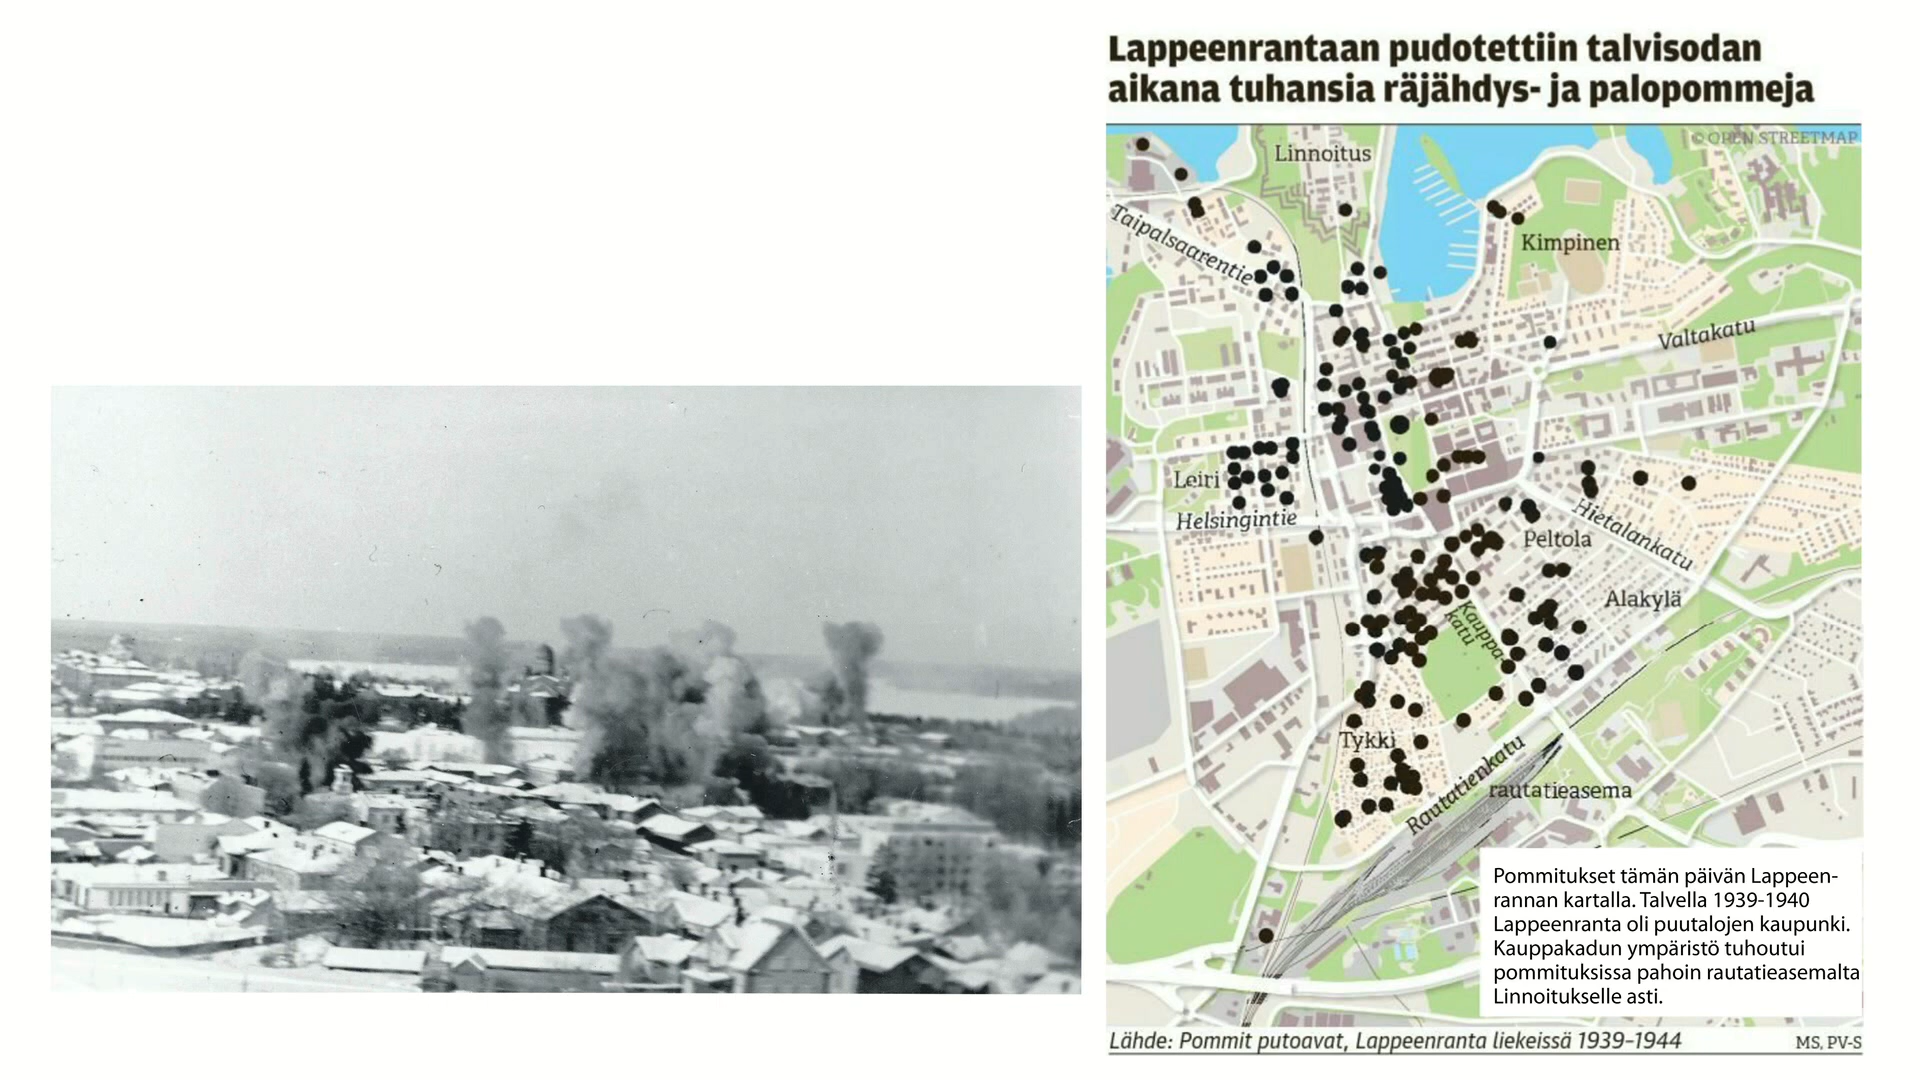 Lappeenrantaan pudotettiin talvisodan
aikana tuhansia räjähdys- ja palopommeja
© OPEN STREETMAP
Linnoitus
Taipalsaarentie
Kimpinen
Valtakatu
Leiri
Helsingintie
Hietalankatu
Peltola
Alakylä
Kauppa-
katu
Tykki
Rautatienkatu
rautatieasema
Pommitukset tämän päivän Lappeen-
rannan kartalla. Talvella 1939-1940
Lappeenranta oli puutalojen kaupunki.
Kauppakadun ympäristö tuhoutui
pommituksissa pahoin rautatieasemalta
Linnoitukselle asti.
Lähde: Pommit putoavat, Lappeenranta liekeissä 1939–1944
MS, PV-S